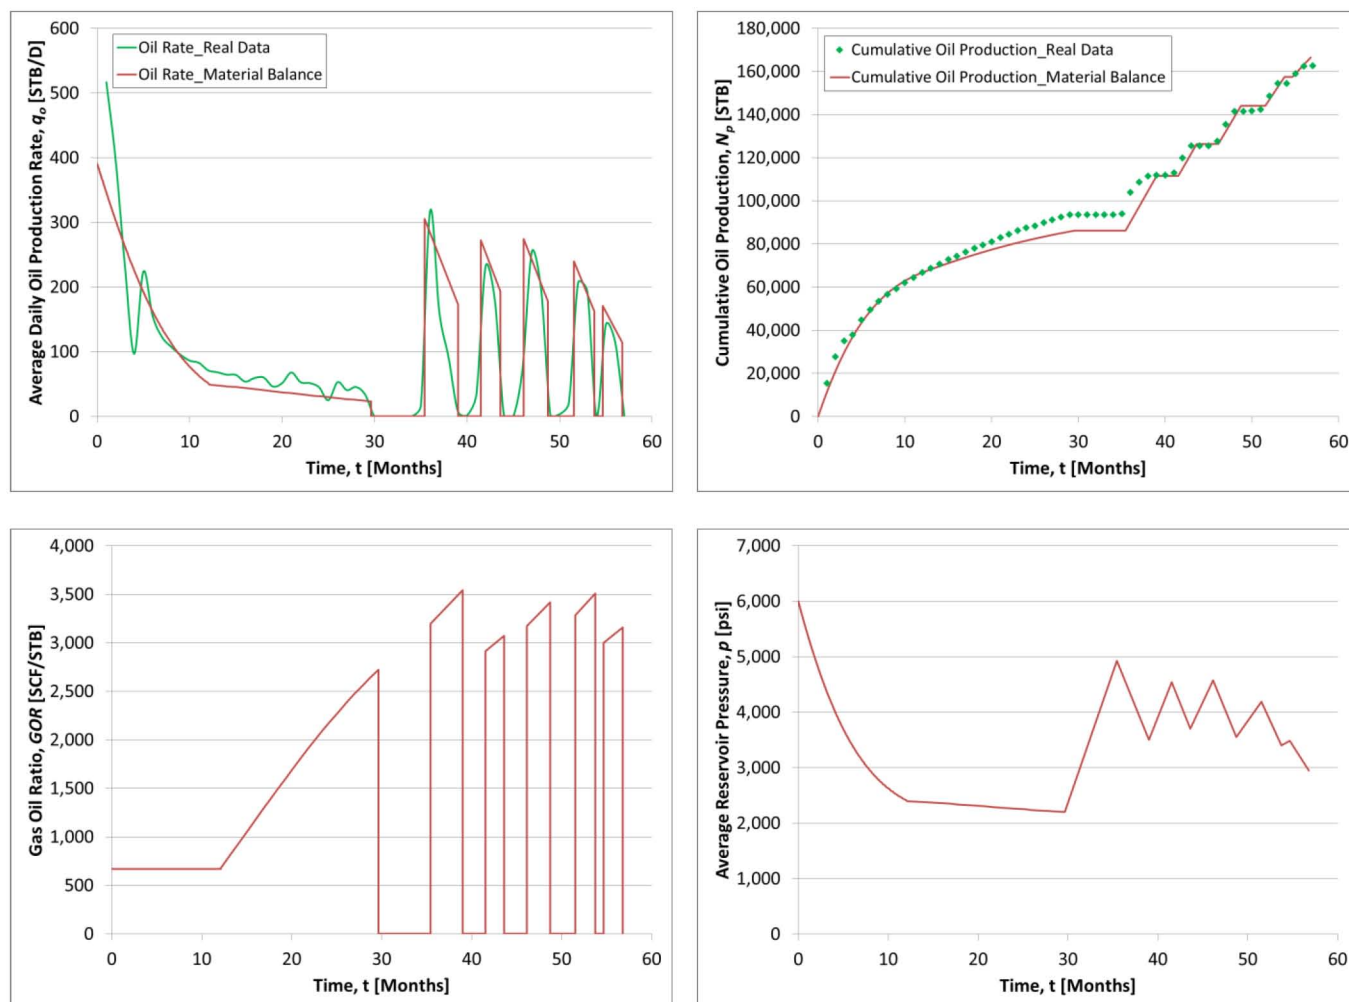 600
500
400
300
200
100
0
Average Daily Oil Production Rate, qo [STB/D]
Oil Rate_Real Data
Oil Rate_Material Balance
0 10 20 30 40 50 60
Time, t [Months]
180,000
160,000
140,000
120,000
100,000
80,000
60,000
40,000
20,000
0
Cumulative Oil Production, Np [STB]
Cumulative Oil Production_Real Data
Cumulative Oil Production_Material Balance
0 10 20 30 40 50 60
Time, t [Months]
4,000
3,500
3,000
2,500
2,000
1,500
1,000
500
0
Gas Oil Ratio, GOR [SCF/STB]
0 10 20 30 40 50 60
Time, t [Months]
7,000
6,000
5,000
4,000
3,000
2,000
1,000
0
Average Reservoir Pressure, p [psi]
0 10 20 30 40 50 60
Time, t [Months]